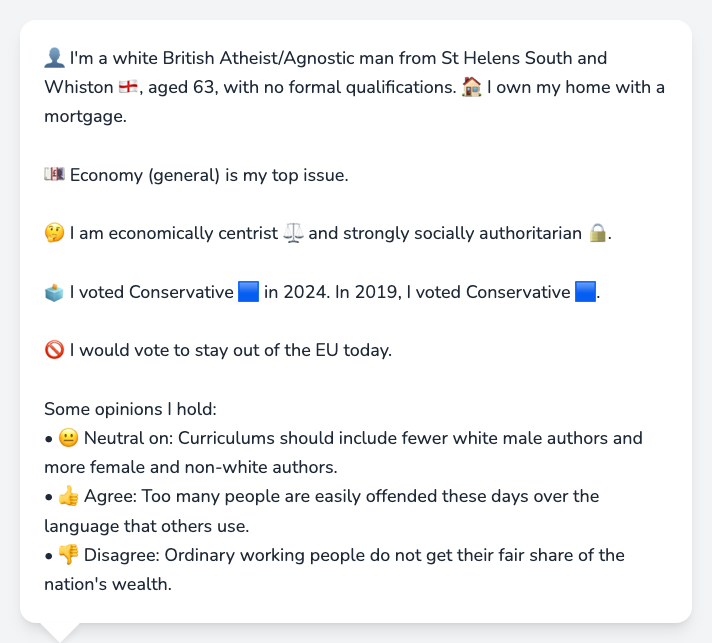 👤 I'm a white British Atheist/Agnostic man from St Helens South and
Whiston 🏴󠁧󠁢󠁥󠁮󠁧󠁿, aged 63, with no formal qualifications. 🏠 I own my home with a
mortgage.
💷 Economy (general) is my top issue.
🤔 I am economically centrist ⚖️ and strongly socially authoritarian 🔒.
🗳️ I voted Conservative 🟦 in 2024. In 2019, I voted Conservative 🟦.
🚫 I would vote to stay out of the EU today.
Some opinions I hold:
• 😐 Neutral on: Curriculums should include fewer white male authors and
more female and non-white authors.
• 👍 Agree: Too many people are easily offended these days over the
language that others use.
• 👎 Disagree: Ordinary working people do not get their fair share of the
nation's wealth.